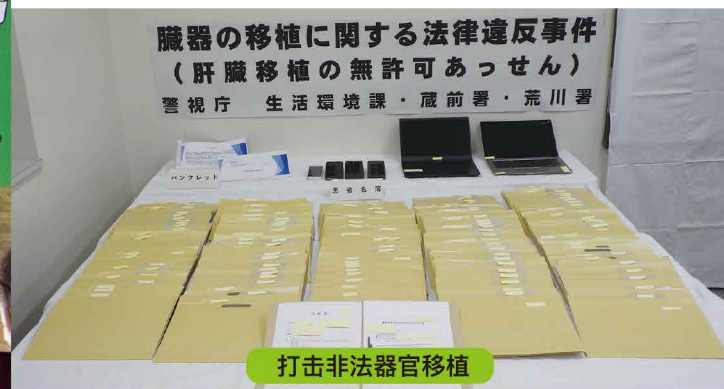 臓器の移植に関する法律違反事件
（肝臓移植の無許可あっせん）
警視庁　生活環境課・蔵前署・荒川署
パンフレット
患者名簿
打击非法器官移植